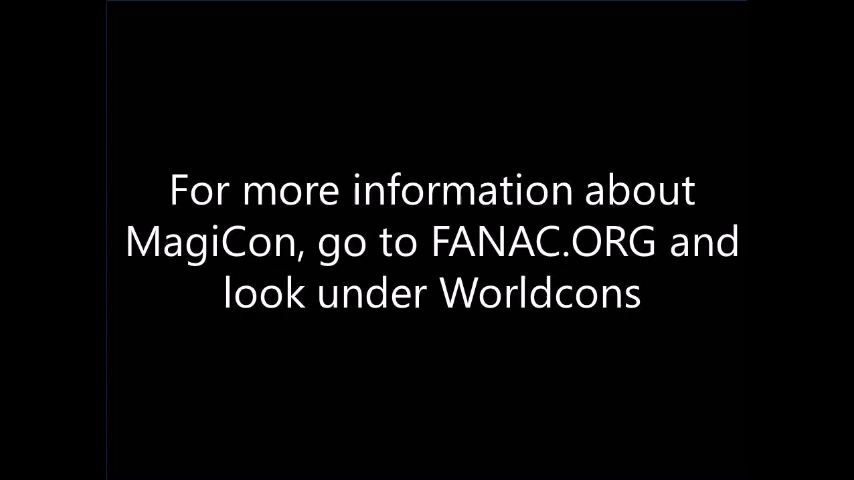 For more information about
MagiCon, go to FANAC.ORG and
look under Worldcons